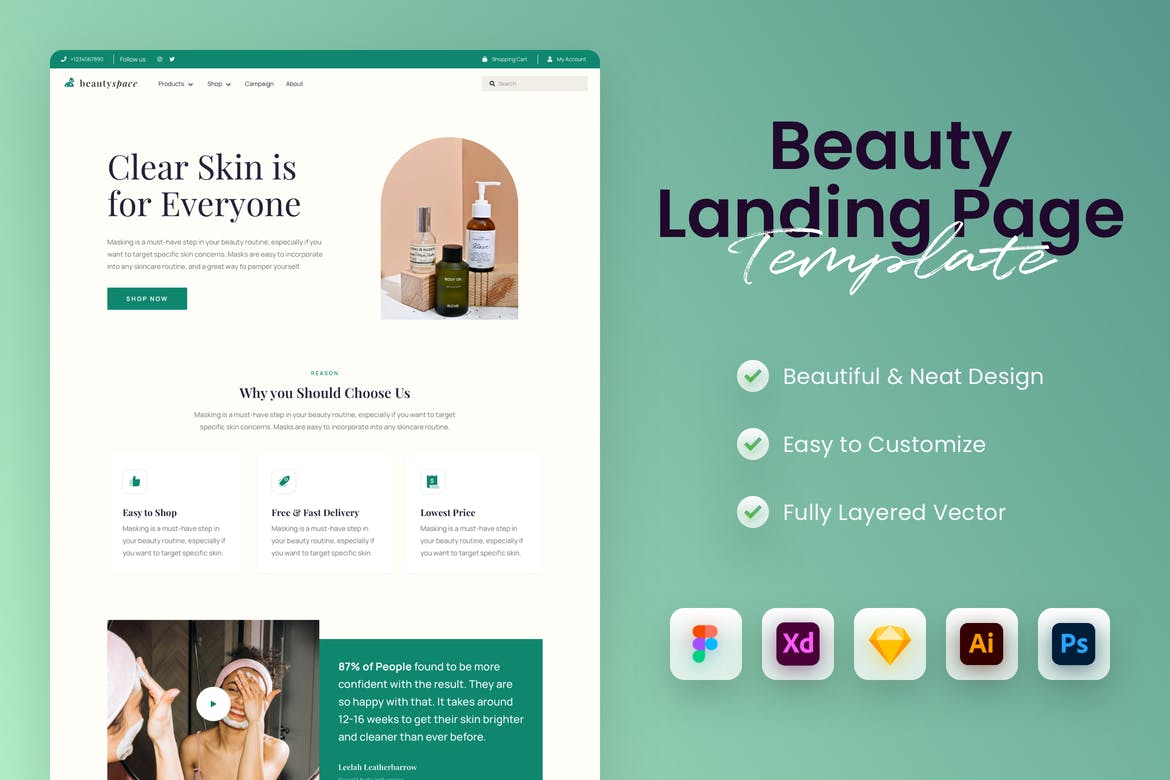 +1234567890
Follow us
Shopping Cart
My Account
beautyspace
Products
Shop
Campaign
About
Search
Clear Skin is
for Everyone
Masking is a must-have step in your beauty routine, especially if you
want to target specific skin concerns. Masks are easy to incorporate
into any skincare routine, and a great way to pamper yourself.
SHOP NOW
BODY OIL
RICHE
REASON
Why you Should Choose Us
Masking is a must-have step in your beauty routine, especially if you want to target
specific skin concerns. Masks are easy to incorporate into any skincare routine.
Easy to Shop
Masking is a must-have step in
your beauty routine, especially if
you want to target specific skin.
Free & Fast Delivery
Masking is a must-have step in
your beauty routine, especially if
you want to target specific skin.
Lowest Price
Masking is a must-have step in
your beauty routine, especially if
you want to target specific skin.
87% of People found to be more
confident with the result. They are
so happy with that. It takes around
12-16 weeks to get their skin brighter
and cleaner than ever before.
Leelah Leatherbarrow
Beauty
Landing Page
Template
Beautiful & Neat Design
Easy to Customize
Fully Layered Vector
Xd
Ai
Ps